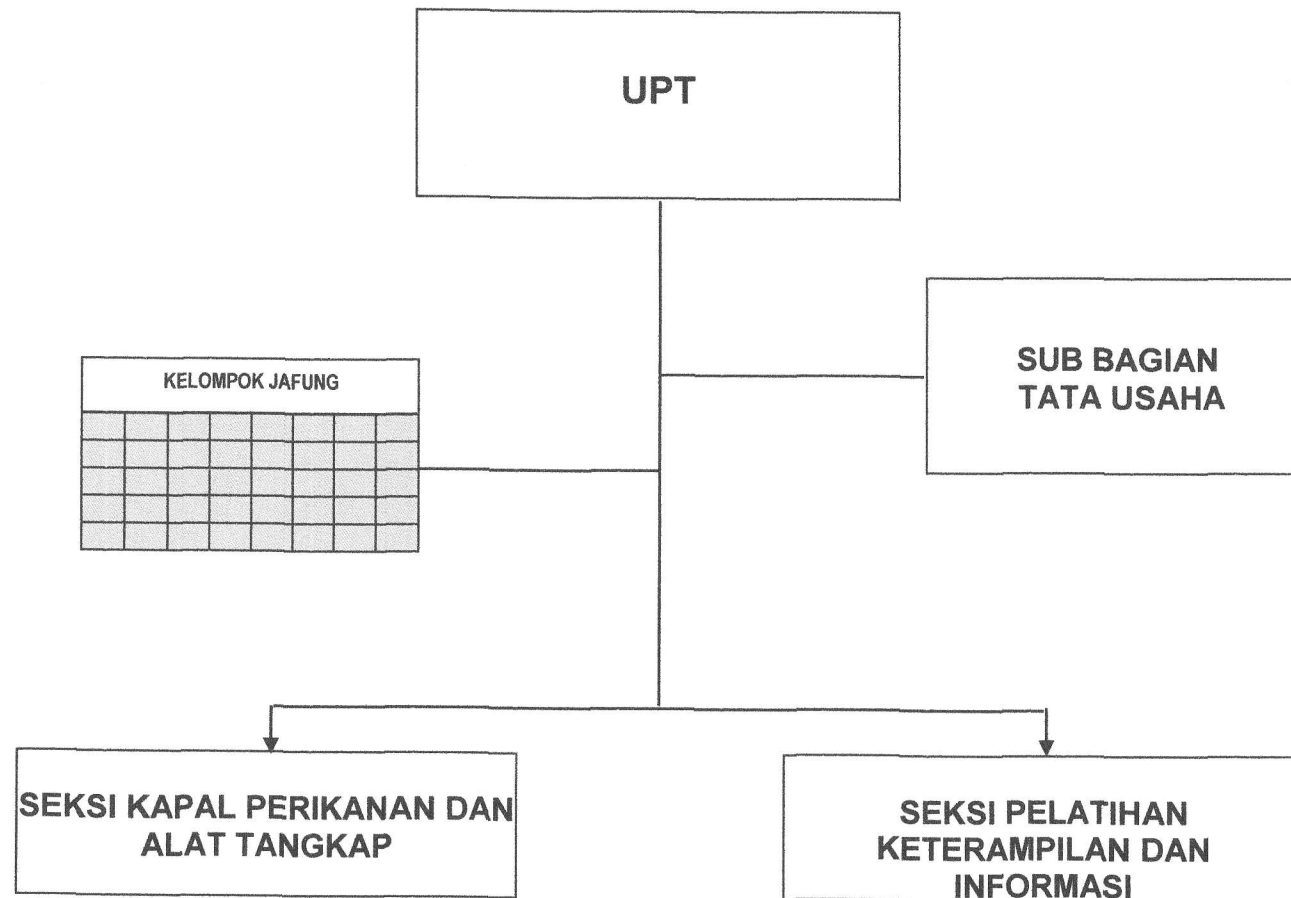 UPT
SUB BAGIAN
TATA USAHA
KELOMPOK JAFUNG
SEKSI KAPAL PERIKANAN DAN
ALAT TANGKAP
SEKSI PELATIHAN
KETERAMPILAN DAN
INFORMASI